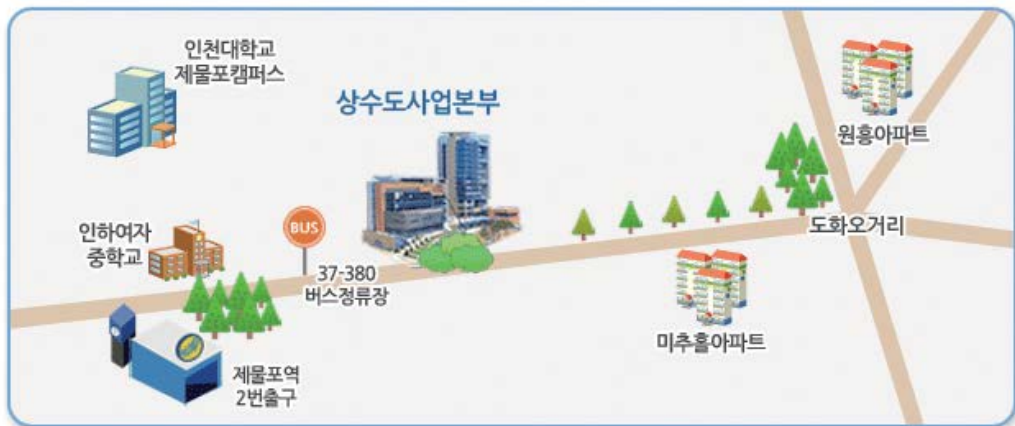 인천대학교
제물포캠퍼스
상수도사업본부
원흥아파트
인하여자
중학교
BUS
37-380
버스정류장
도화오거리
미추홀아파트
제물포역
2번출구